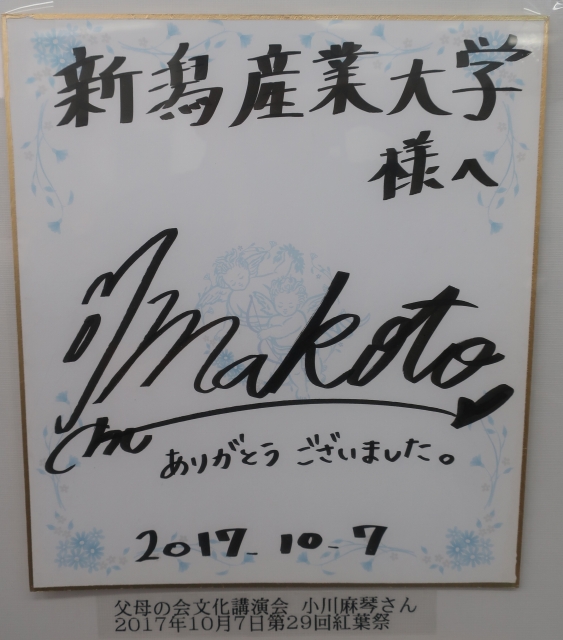 新潟産業大学
様へ
Makoto
ありがとうございました。
2017.10.7
父母の会文化講演会 小川麻琴さん
2017年10月7日第29回紅葉祭